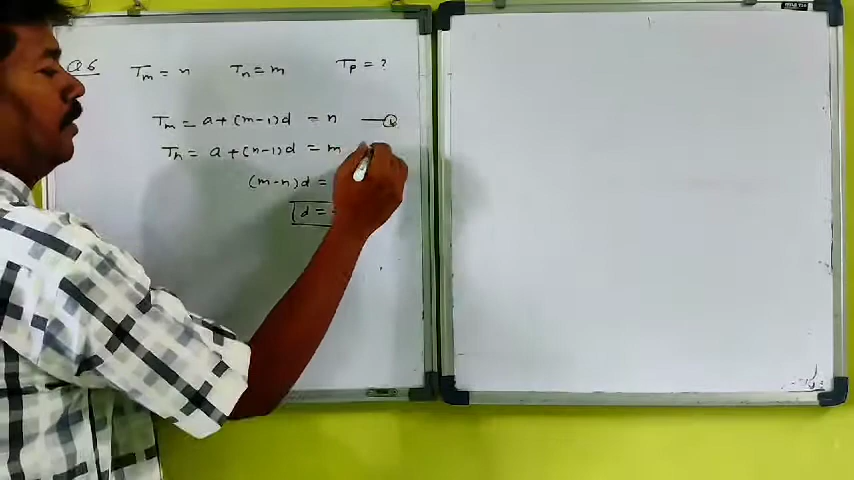 Q6 Tm = n Tn = m Tp = ?
Tm = a + (m-1)d = n — ①
Tn = a + (n-1)d = m
(m-n)d =
d =